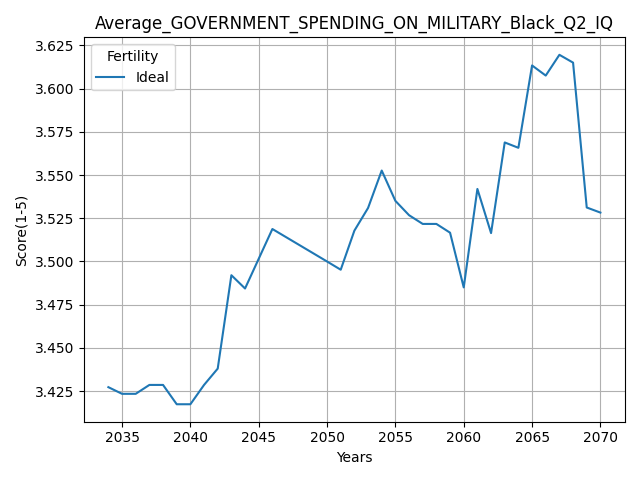 Average_GOVERNMENT_SPENDING_ON_MILITARY_Black_Q2_IQ
Fertility
Ideal
Score(1-5)
3.625
3.600
3.575
3.550
3.525
3.500
3.475
3.450
3.425
2035 2040 2045 2050 2055 2060 2065 2070
Years